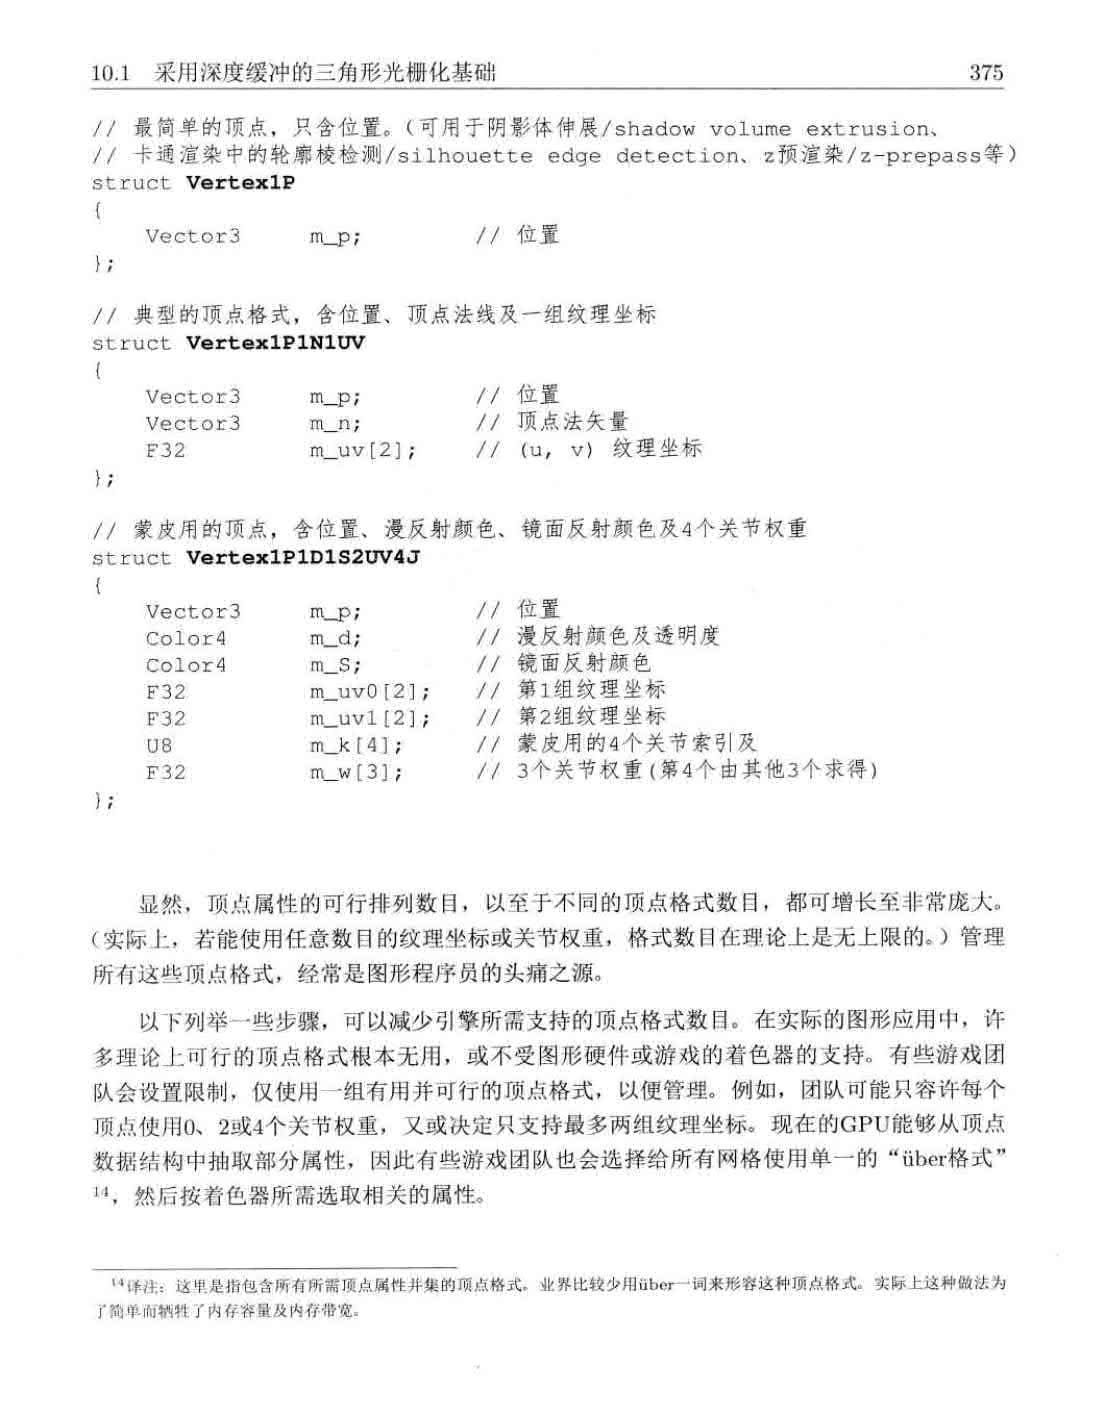 10.1 采用深度缓冲的三角形光栅化基础 375
// 最简单的顶点，只含位置。(可用于阴影体伸展/shadow volume extrusion、
// 卡通渲染中的轮廓棱检测/silhouette edge detection、z预渲染/z-prepass等)
struct Vertex1P
{
Vector3 m_p; // 位置
};
// 典型的顶点格式，含位置、顶点法线及一组纹理坐标
struct Vertex1P1N1UV
{
Vector3 m_p; // 位置
Vector3 m_n; // 顶点法矢量
F32 m_uv[2]; // (u, v) 纹理坐标
};
// 蒙皮用的顶点，含位置、漫反射颜色、镜面反射颜色及4个关节权重
struct Vertex1P1D1S2UV4J
{
Vector3 m_p; // 位置
Color4 m_d; // 漫反射颜色及透明度
Color4 m_S; // 镜面反射颜色
F32 m_uv0[2]; // 第1组纹理坐标
F32 m_uv1[2]; // 第2组纹理坐标
U8 m_k[4]; // 蒙皮用的4个关节索引及
F32 m_w[3]; // 3个关节权重(第4个由其他3个求得)
};
显然，顶点属性的可行排列数目，以至于不同的顶点格式数目，都可增长至非常庞大。
（实际上，若能使用任意数目的纹理坐标或关节权重，格式数目在理论上是无上限的。）管理
所有这些顶点格式，经常是图形程序员的头痛之源。
以下列举一些步骤，可以减少引擎所需支持的顶点格式数目。在实际的图形应用中，许
多理论上可行的顶点格式根本无用，或不受图形硬件或游戏的着色器的支持。有些游戏团
队会设置限制，仅使用一组有用并可行的顶点格式，以便管理。例如，团队可能只容许每个
顶点使用0、2或4个关节权重，又或决定只支持最多两组纹理坐标。现在的GPU能够从顶点
数据结构中抽取部分属性，因此有些游戏团队也会选择给所有网格使用单一的“über格式”
14，然后按着色器所需选取相关的属性。
14译注：这里是指包含所有所需顶点属性并集的顶点格式。业界比较少用über一词来形容这种顶点格式。实际上这种做法为
了简单而牺牲了内存容量及内存带宽。